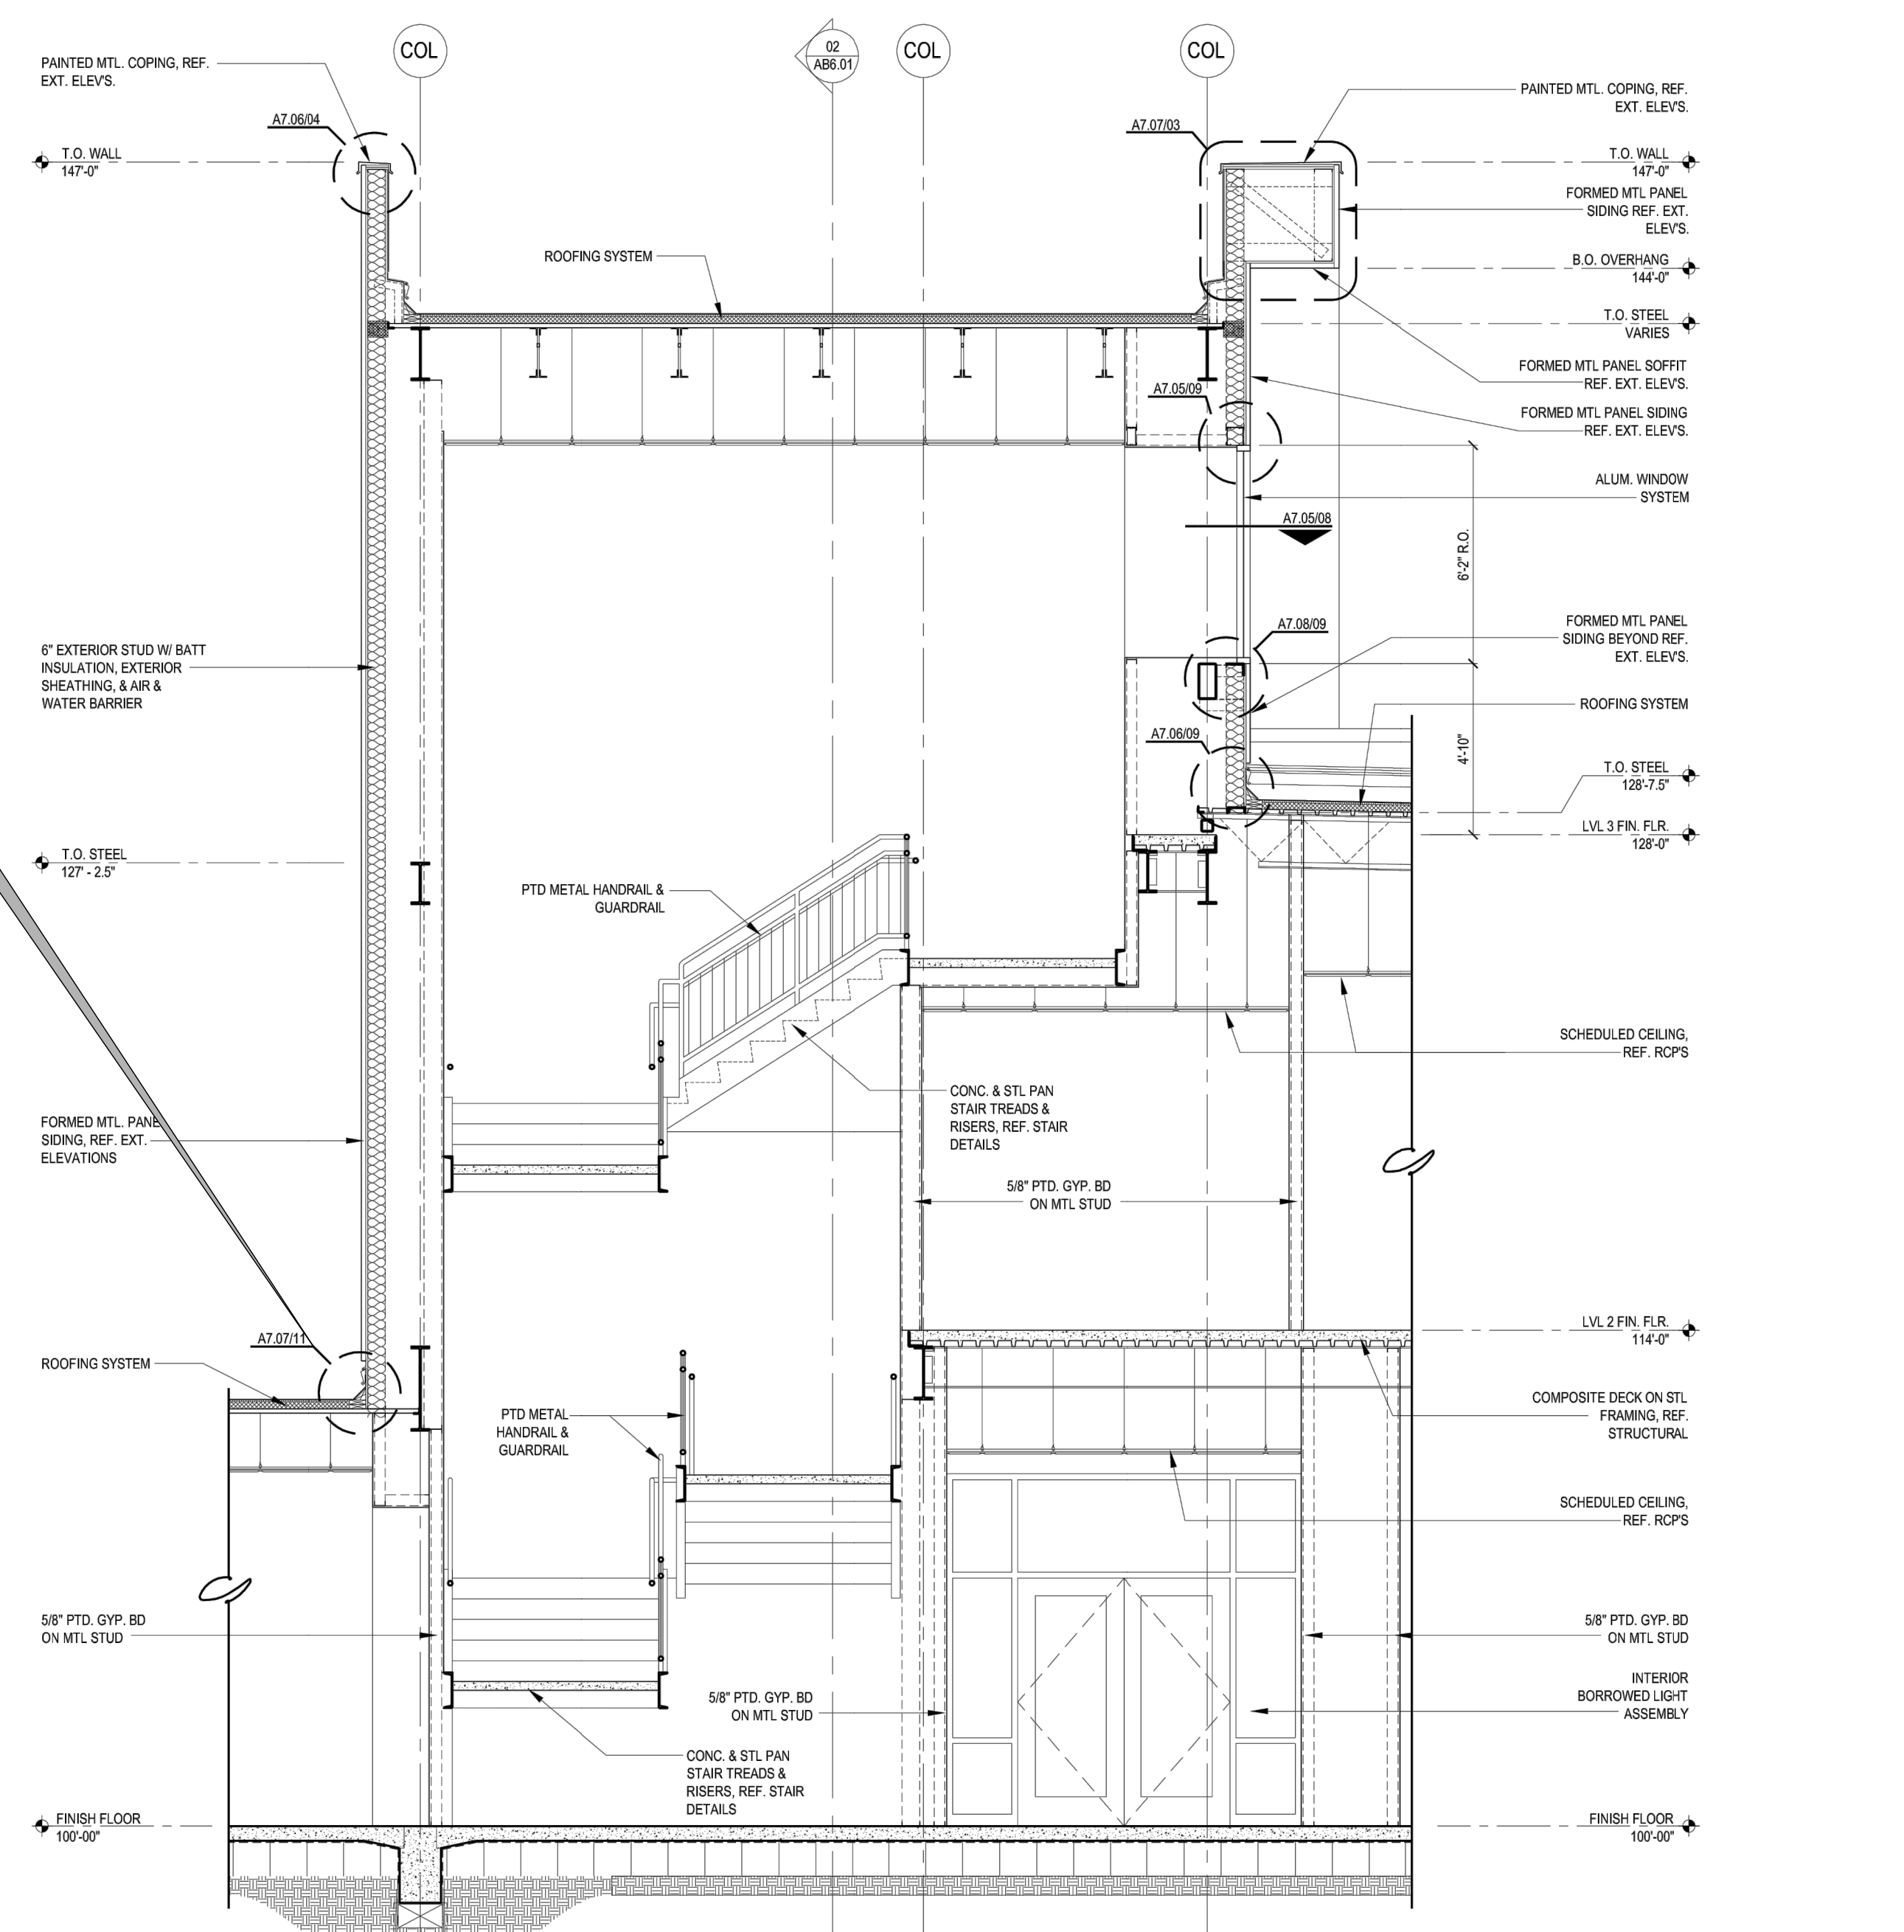 COL
02
AB6.01
COL
COL
PAINTED MTL. COPING, REF.
EXT. ELEV'S.
A7.06/04
T.O. WALL
147'-0"
ROOFING SYSTEM
6" EXTERIOR STUD W/ BATT
INSULATION, EXTERIOR
SHEATHING, & AIR &
WATER BARRIER
T.O. STEEL
127' - 2.5"
PTD METAL HANDRAIL &
GUARDRAIL
FORMED MTL. PANE
SIDING, REF. EXT.
ELEVATIONS
CONC. & STL PAN
STAIR TREADS &
RISERS, REF. STAIR
DETAILS
5/8" PTD. GYP. BD
ON MTL STUD
A7.07/11
ROOFING SYSTEM
PTD METAL
HANDRAIL &
GUARDRAIL
5/8" PTD. GYP. BD
ON MTL STUD
5/8" PTD. GYP. BD
ON MTL STUD
CONC. & STL PAN
STAIR TREADS &
RISERS, REF. STAIR
DETAILS
FINISH FLOOR
100'-00"
A7.07/03
PAINTED MTL. COPING, REF.
EXT. ELEV'S.
T.O. WALL
147'-0"
FORMED MTL PANEL
SIDING REF. EXT.
ELEV'S.
B.O. OVERHANG
144'-0"
T.O. STEEL
VARIES
FORMED MTL PANEL SOFFIT
REF. EXT. ELEV'S.
A7.05/09
FORMED MTL PANEL SIDING
REF. EXT. ELEV'S.
ALUM. WINDOW
SYSTEM
A7.05/08
6'-2" R.O.
A7.08/09
FORMED MTL PANEL
SIDING BEYOND REF.
EXT. ELEV'S.
ROOFING SYSTEM
A7.06/09
4'-10"
T.O. STEEL
128'-7.5"
LVL 3 FIN. FLR.
128'-0"
SCHEDULED CEILING,
REF. RCP'S
LVL 2 FIN. FLR.
114'-0"
COMPOSITE DECK ON STL
FRAMING, REF.
STRUCTURAL
SCHEDULED CEILING,
REF. RCP'S
5/8" PTD. GYP. BD
ON MTL STUD
INTERIOR
BORROWED LIGHT
ASSEMBLY
FINISH FLOOR
100'-00"